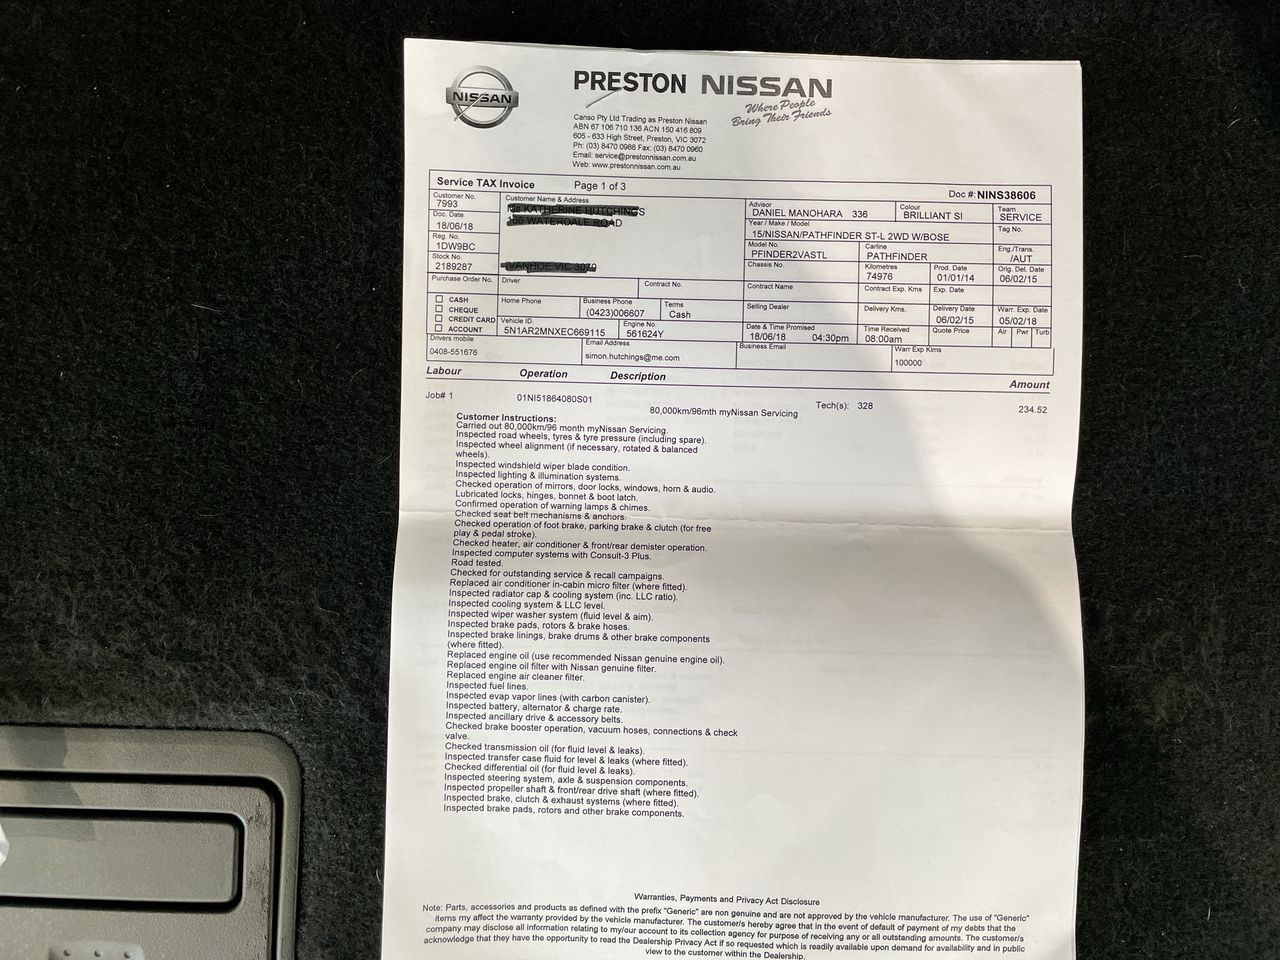 NISSAN
PRESTON NISSAN
Where People
Bring Their Friends
Canso Pty Ltd Trading as Preston Nissan
ABN 67 106 710 136 ACN 150 416 809
605 - 633 High Street, Preston, VIC 3072
Ph: (03) 8470 0988 Fax: (03) 8470 0960
Email: service@prestonnissan.com.au
Web: www.prestonnissan.com.au
Service TAX Invoice Page 1 of 3 Doc #: NINS38606
Customer No.
7993
Doc. Date
18/06/18
Reg. No.
1DW9BC
Stock No.
2189287
Customer Name & Address
KATHERINE HUTCHINGS
WATERDALE ROAD
IVANHOE VIC 3079
Advisor
DANIEL MANOHARA 336
Colour
BRILLIANT SI
Team
SERVICE
Year / Make / Model
15/NISSAN/PATHFINDER ST-L 2WD W/BOSE
Tag No.
Model No.
PFINDER2VASTL
Carline
PATHFINDER
Eng./Trans.
/AUT
Chassis No.
Kilometres
74976
Prod. Date
01/01/14
Orig. Del. Date
06/02/15
Purchase Order No. Driver Contract No.
Contract Name Contract Exp. Kms Exp. Date
CASH
CHEQUE
CREDIT CARD
ACCOUNT
Home Phone
Business Phone
(0423)006607
Terms
Cash
Selling Dealer
Delivery Kms.
Delivery Date
06/02/15
Warr. Exp. Date
05/02/18
Vehicle ID.
5N1AR2MNXEC669115
Engine No.
561624Y
Date & Time Promised
18/06/18 04:30pm
Time Received
08:00am
Quote Price
Air Pwr Turb
Drivers mobile
0408-551676
Email Address
simon.hutchings@me.com
Business Email
Warr Exp Klms
100000
Labour Operation Description Amount
Job# 1 01NI51864080S01 80,000km/96mth myNissan Servicing Tech(s): 328 234.52
Customer Instructions:
Carried out 80,000km/96 month myNissan Servicing.
Inspected road wheels, tyres & tyre pressure (including spare).
Inspected wheel alignment (if necessary, rotated & balanced
wheels).
Inspected windshield wiper blade condition.
Inspected lighting & illumination systems.
Checked operation of mirrors, door locks, windows, horn & audio.
Lubricated locks, hinges, bonnet & boot latch.
Confirmed operation of warning lamps & chimes.
Checked seat belt mechanisms & anchors.
Checked operation of foot brake, parking brake & clutch (for free
play & pedal stroke).
Checked heater, air conditioner & front/rear demister operation.
Inspected computer systems with Consult-3 Plus.
Road tested.
Checked for outstanding service & recall campaigns.
Replaced air conditioner in-cabin micro filter (where fitted).
Inspected radiator cap & cooling system (inc. LLC ratio).
Inspected cooling system & LLC level.
Inspected wiper washer system (fluid level & aim).
Inspected brake pads, rotors & brake hoses.
Inspected brake linings, brake drums & other brake components
(where fitted).
Replaced engine oil (use recommended Nissan genuine engine oil).
Replaced engine oil filter with Nissan genuine filter.
Replaced engine air cleaner filter.
Inspected fuel lines.
Inspected evap vapor lines (with carbon canister).
Inspected battery, alternator & charge rate.
Inspected ancillary drive & accessory belts.
Checked brake booster operation, vacuum hoses, connections & check
valve.
Checked transmission oil (for fluid level & leaks).
Inspected transfer case fluid for level & leaks (where fitted).
Checked differential oil (for fluid level & leaks).
Inspected steering system, axle & suspension components.
Inspected propeller shaft & front/rear drive shaft (where fitted).
Inspected brake, clutch & exhaust systems (where fitted).
Inspected brake pads, rotors and other brake components.
Warranties, Payments and Privacy Act Disclosure
Note: Parts, accessories and products as defined with the prefix "Generic" are non genuine and are not approved by the vehicle manufacturer. The use of "Generic"
items my affect the warranty provided by the vehicle manufacturer. The customer/s hereby agree that in the event of default of payment of my debts that the
company may disclose all information relating to my/our account to its collection agency for purpose of receiving any or all outstanding amounts. The customer/s
acknowledge that they have the opportunity to read the Dealership Privacy Act if so requested which is readily available upon demand for availability and in public
view to the customer within the Dealership.